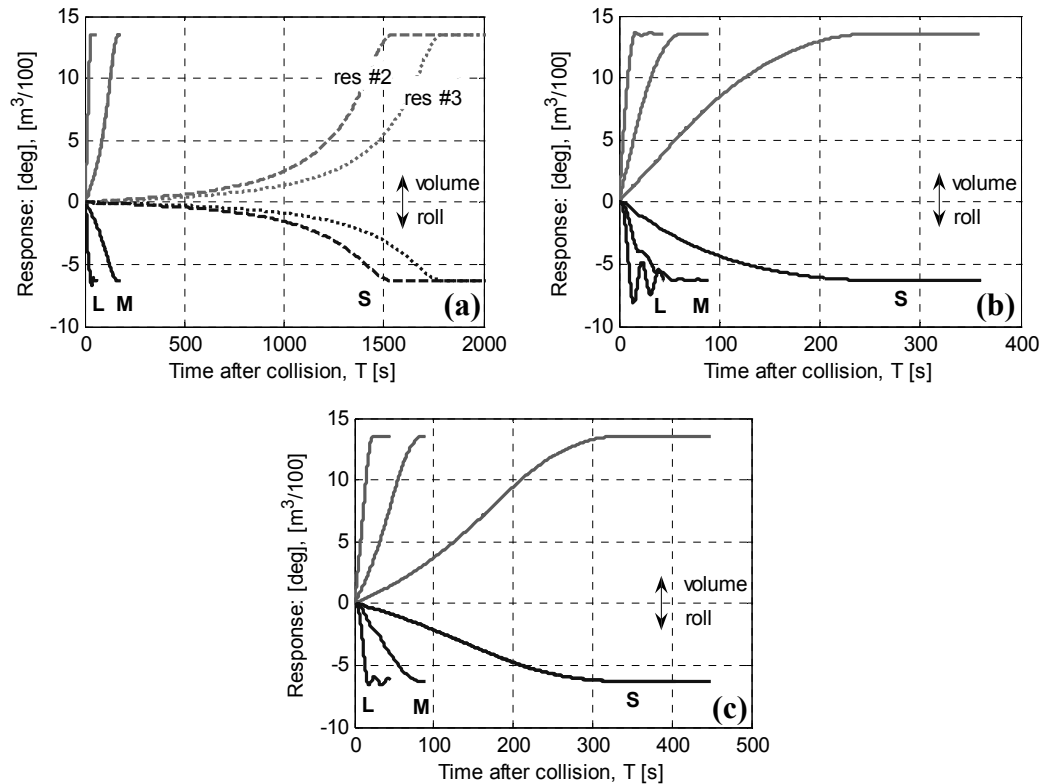 15
10
5
0
-5
-10
Response: [deg], [m³/100]
res #2
res #3
volume
roll
L M
S
(a)
0 500 1000 1500 2000
Time after collision, T [s]
15
10
5
0
-5
-10
Response: [deg], [m³/100]
volume
roll
L M
S
(b)
0 100 200 300 400
Time after collision, T [s]
15
10
5
0
-5
-10
Response: [deg], [m³/100]
volume
roll
L M
S
(c)
0 100 200 300 400 500
Time after collision, T [s]